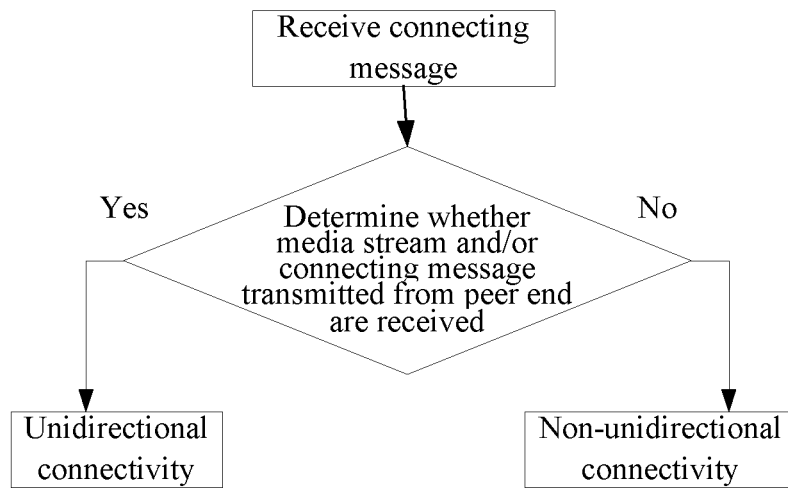 Receive connecting
message
Yes
No
Determine whether
media stream and/or
connecting message
transmitted from peer end
are received
Unidirectional
connectivity
Non-unidirectional
connectivity